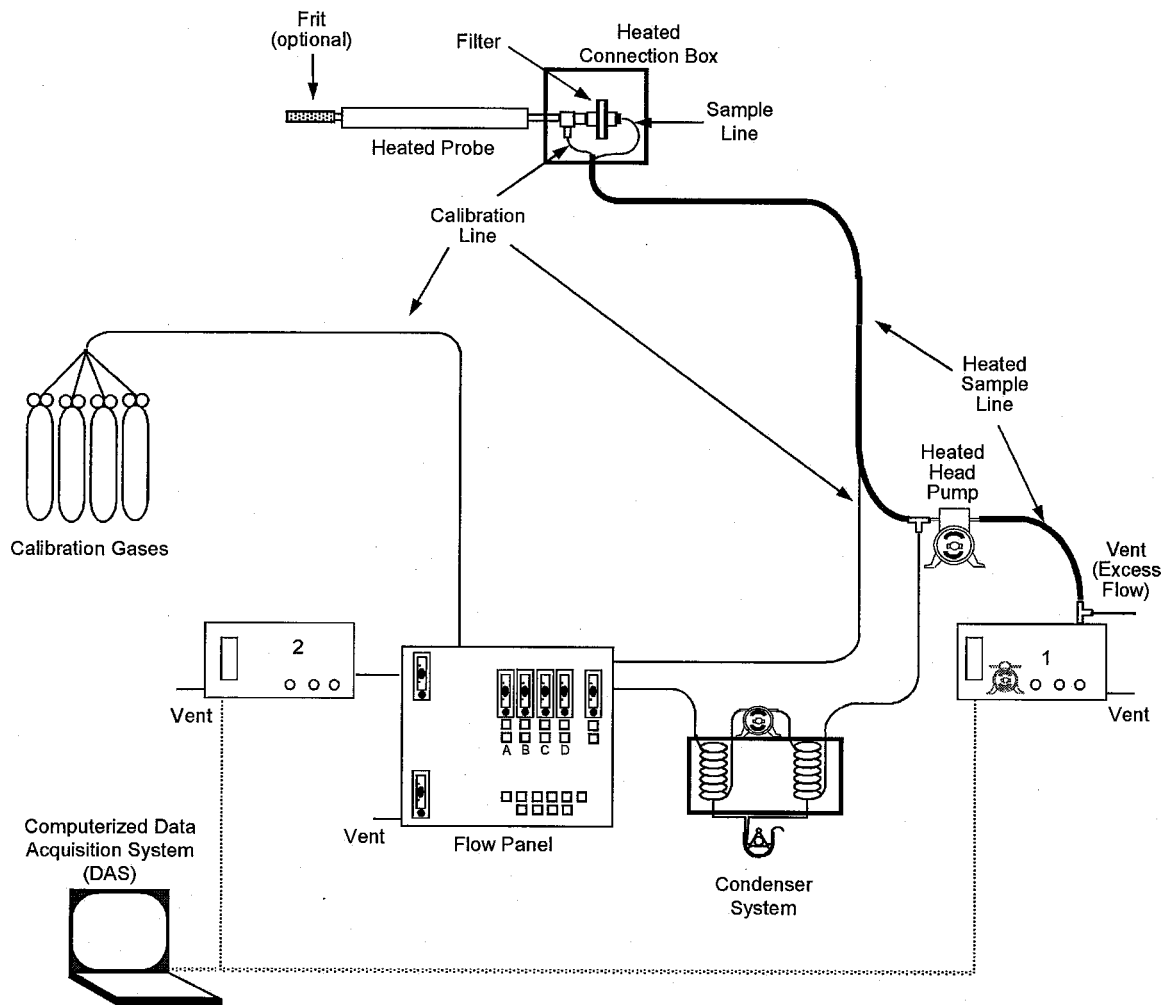 Frit
(optional)
Filter
Heated
Connection Box
Sample
Line
Heated Probe
Calibration
Line
Heated
Sample
Line
Heated
Head
Pump
Calibration Gases
Vent
(Excess
Flow)
2
1
Vent
Vent
A B C D
Vent
Flow Panel
Computerized Data
Acquisition System
(DAS)
Condenser
System